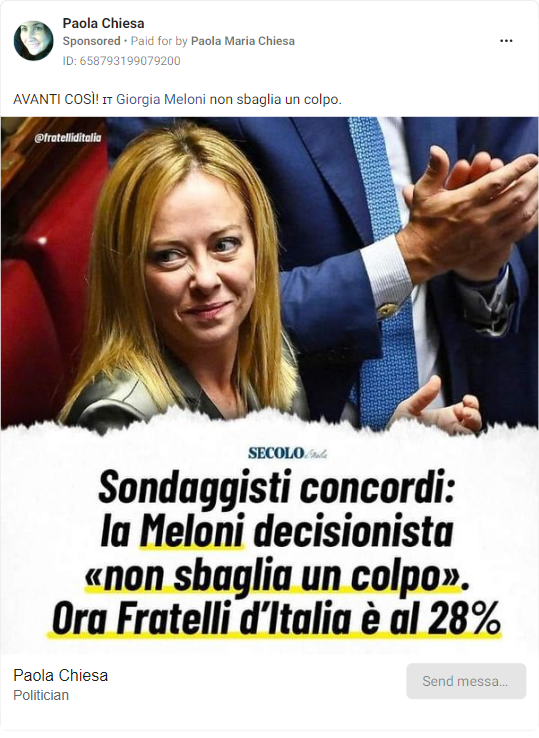 Paola Chiesa
Sponsored • Paid for by Paola Maria Chiesa
ID: 658793199079200
AVANTI COSÌ! IT Giorgia Meloni non sbaglia un colpo.
@fratelliditalia
SECOLO d'Italia
Sondaggisti concordi:
la Meloni decisionista
«non sbaglia un colpo».
Ora Fratelli d'Italia è al 28%
Paola Chiesa
Politician
Send messa...